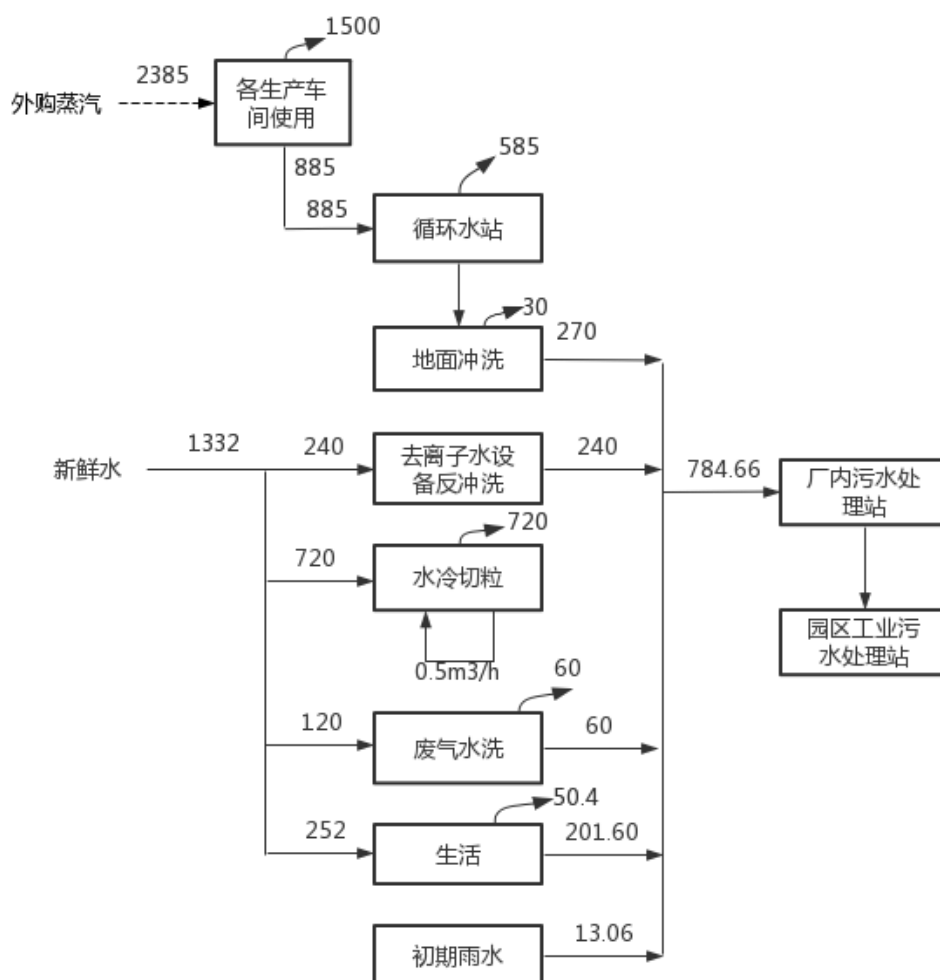 1500
2385
外购蒸汽
各生产车
间使用
885
885
585
循环水站
30
270
地面冲洗
1332
新鲜水
240
去离子水设
备反冲洗
240
784.66
厂内污水处
理站
720
720
水冷切粒
0.5m3/h
园区工业污
水处理站
60
120
废气水洗
60
50.4
252
生活
201.60
初期雨水
13.06